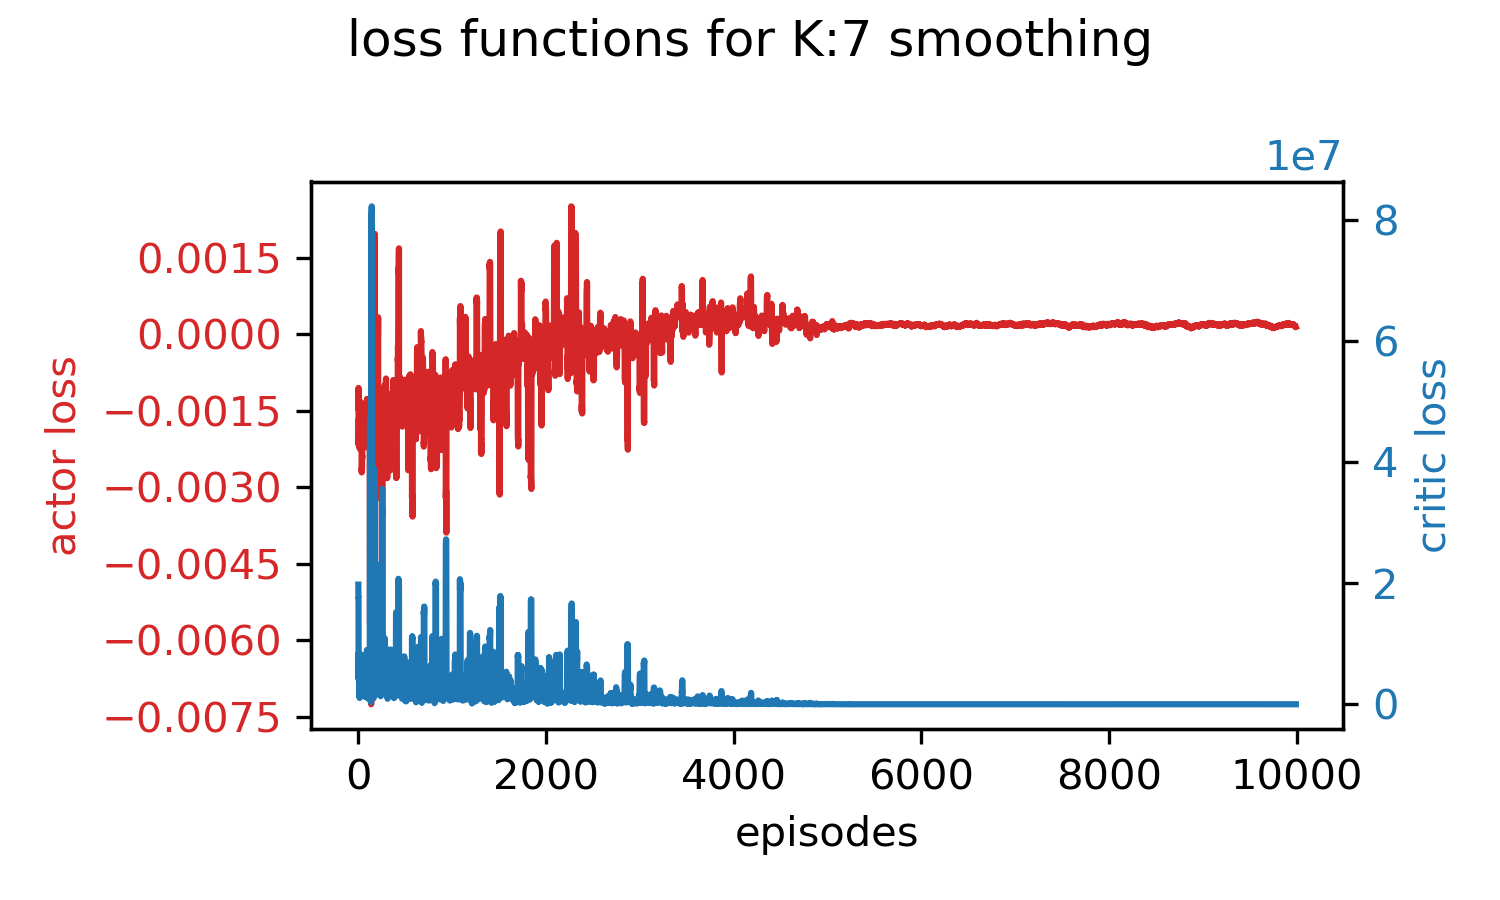 loss functions for K:7 smoothing
1e7
0.0015
0.0000
−0.0015
−0.0030
−0.0045
−0.0060
−0.0075
actor loss
8
6
4
2
0
critic loss
0 2000 4000 6000 8000 10000
episodes